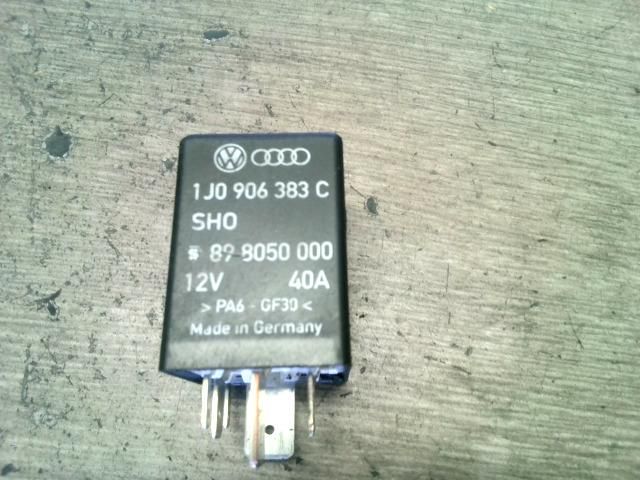 1J0 906 383 C
SHO
89 8050 000
12V 40A
> PA6 - GF30 <
Made in Germany